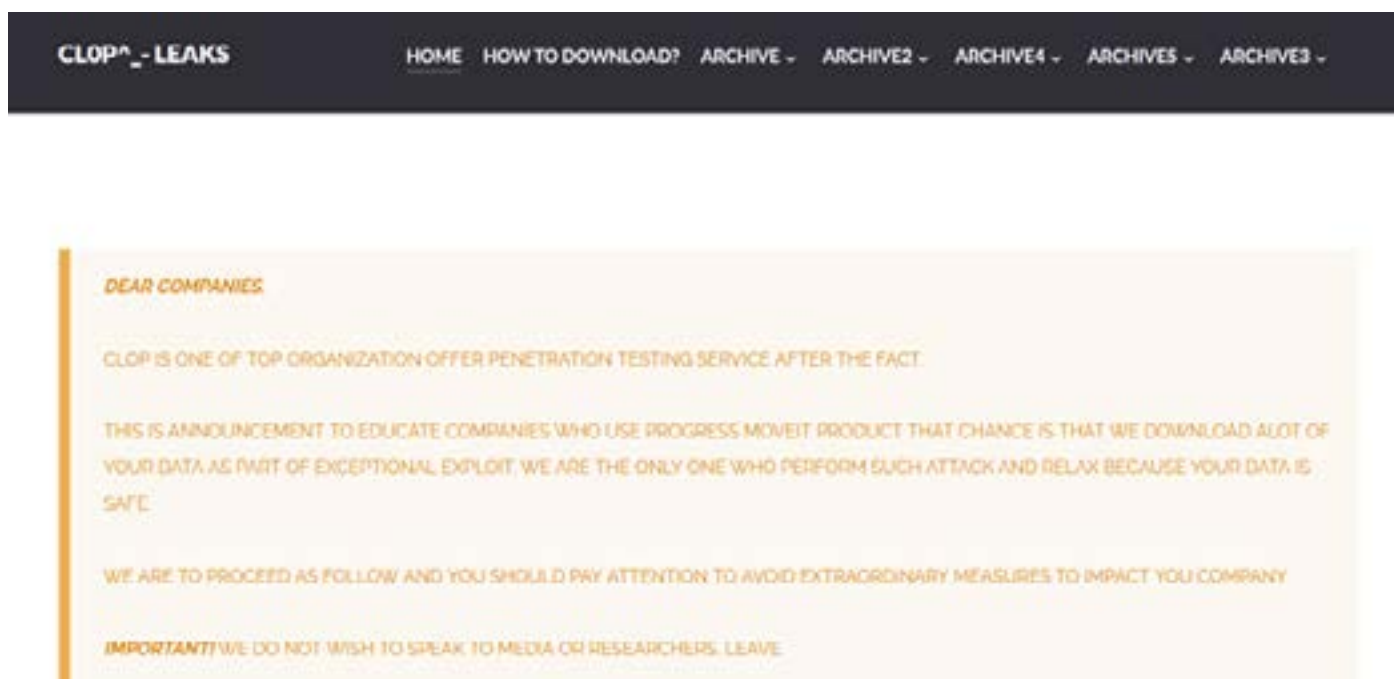 CL0P^_- LEAKS
HOME HOW TO DOWNLOAD? ARCHIVE ARCHIVE2 ARCHIVE4 ARCHIVE5 ARCHIVE3
DEAR COMPANIES.
CLOP IS ONE OF TOP ORGANIZATION OFFER PENETRATION TESTING SERVICE AFTER THE FACT.
THIS IS ANNOUNCEMENT TO EDUCATE COMPANIES WHO USE PROGRESS MOVEIT PRODUCT THAT CHANCE IS THAT WE DOWNLOAD ALOT OF
YOUR DATA AS PART OF EXCEPTIONAL EXPLOIT. WE ARE THE ONLY ONE WHO PERFORM SUCH ATTACK AND RELAX BECAUSE YOUR DATA IS
SAFE.
WE ARE TO PROCEED AS FOLLOW AND YOU SHOULD PAY ATTENTION TO AVOID EXTRAORDINARY MEASURES TO IMPACT YOU COMPANY.
IMPORTANT! WE DO NOT WISH TO SPEAK TO MEDIA OR RESEARCHERS. LEAVE.